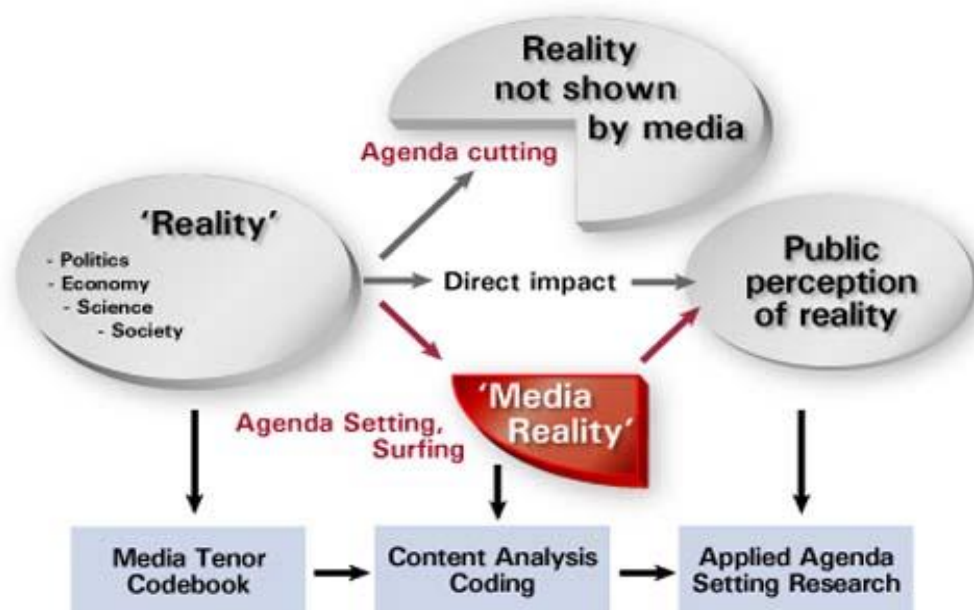 Reality
not shown
by media
Agenda cutting
'Reality'
- Politics
- Economy
- Science
- Society
Direct impact
Public
perception
of reality
'Media
Reality'
Agenda Setting,
Surfing
Media Tenor
Codebook
Content Analysis
Coding
Applied Agenda
Setting Research